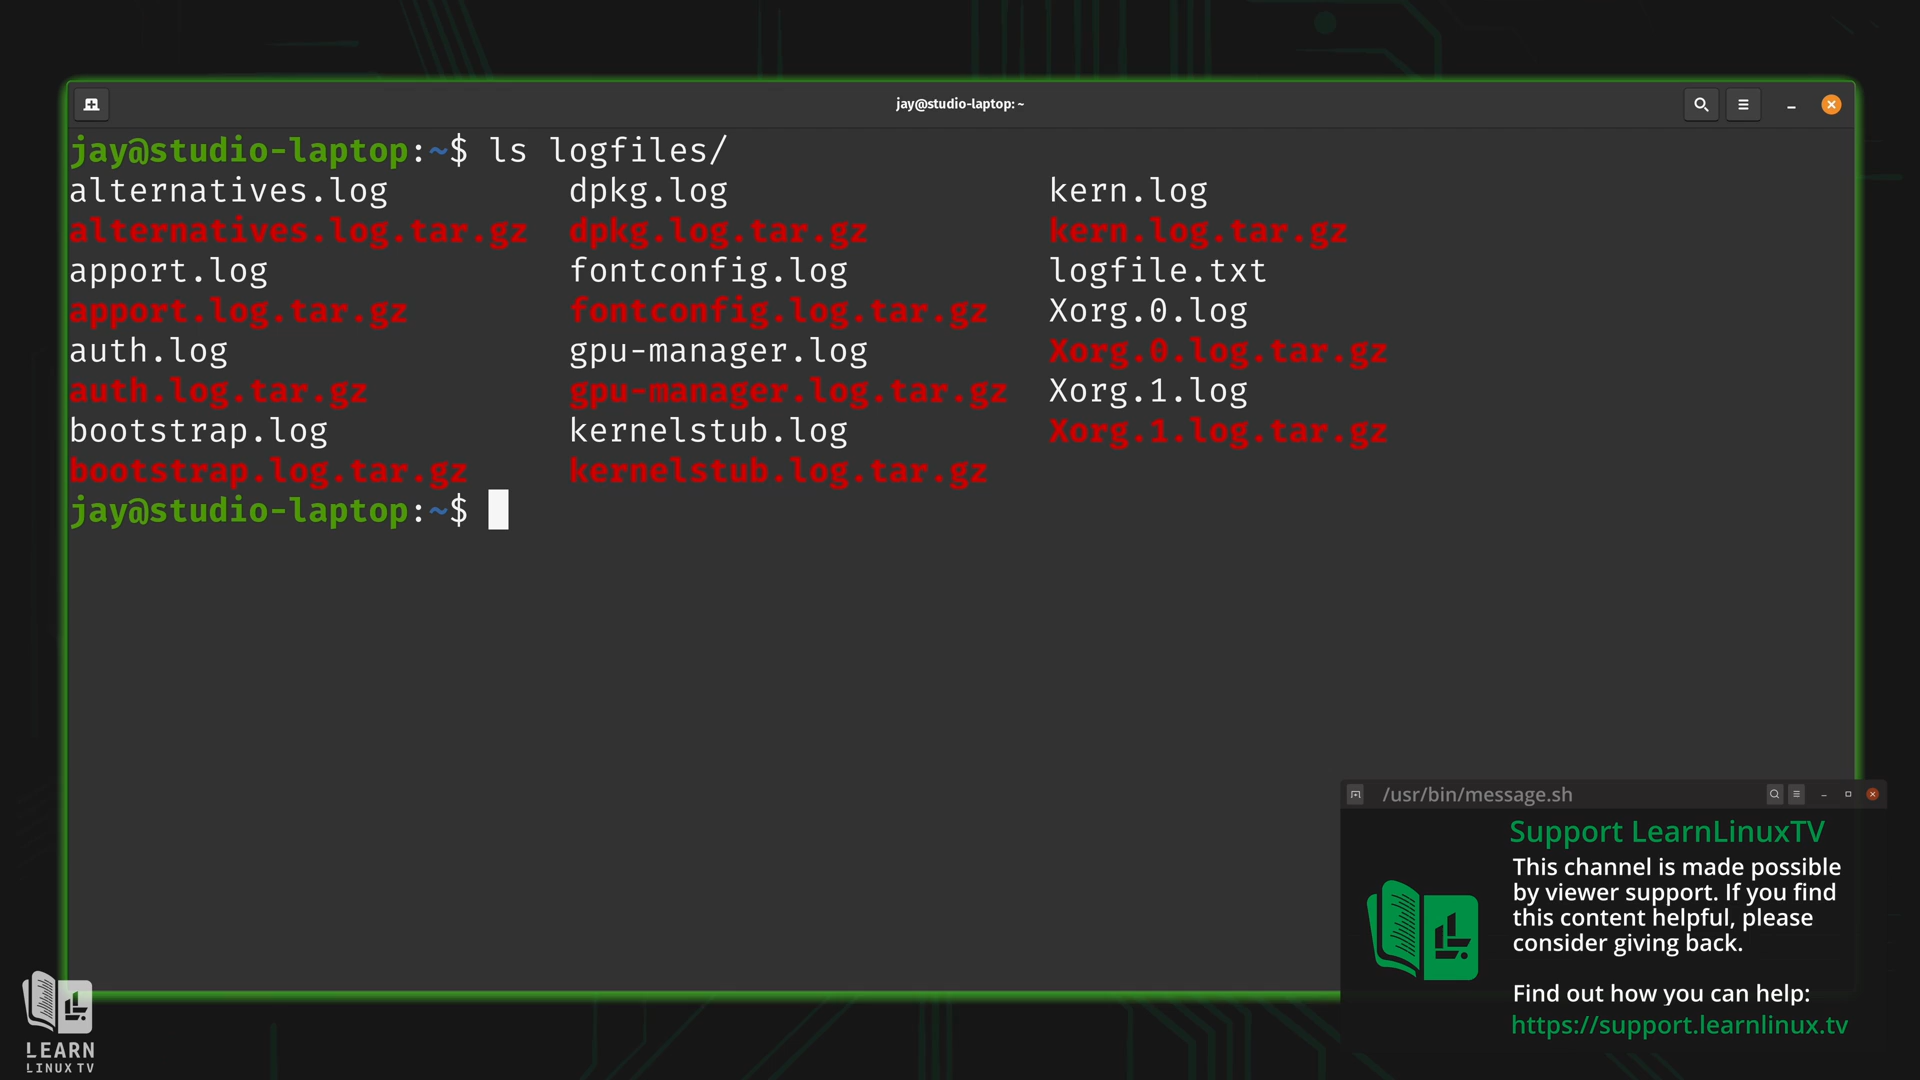 jay@studio-laptop: ~
jay@studio-laptop:~$ ls logfiles/
alternatives.log dpkg.log kern.log
alternatives.log.tar.gz dpkg.log.tar.gz kern.log.tar.gz
apport.log fontconfig.log logfile.txt
apport.log.tar.gz fontconfig.log.tar.gz Xorg.0.log
auth.log gpu-manager.log Xorg.0.log.tar.gz
auth.log.tar.gz gpu-manager.log.tar.gz Xorg.1.log
bootstrap.log kernelstub.log Xorg.1.log.tar.gz
bootstrap.log.tar.gz kernelstub.log.tar.gz
jay@studio-laptop:~$
/usr/bin/message.sh
Support LearnLinuxTV
This channel is made possible
by viewer support. If you find
this content helpful, please
consider giving back.
Find out how you can help:
https://support.learnlinux.tv
LEARN
LINUX TV